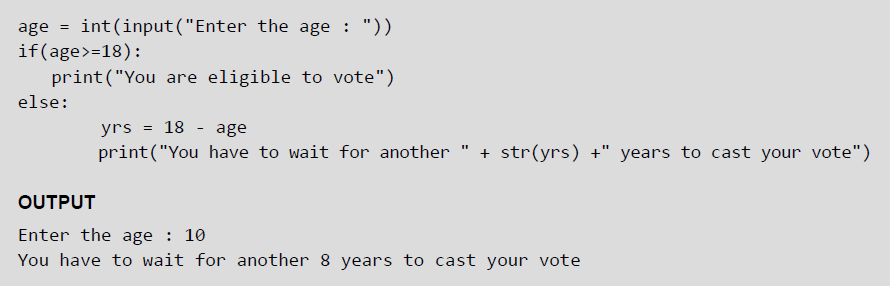 age = int(input("Enter the age : "))
if(age>=18):
   print("You are eligible to vote")
else:
        yrs = 18 - age
        print("You have to wait for another " + str(yrs) +" years to cast your vote")
OUTPUT
Enter the age : 10
You have to wait for another 8 years to cast your vote